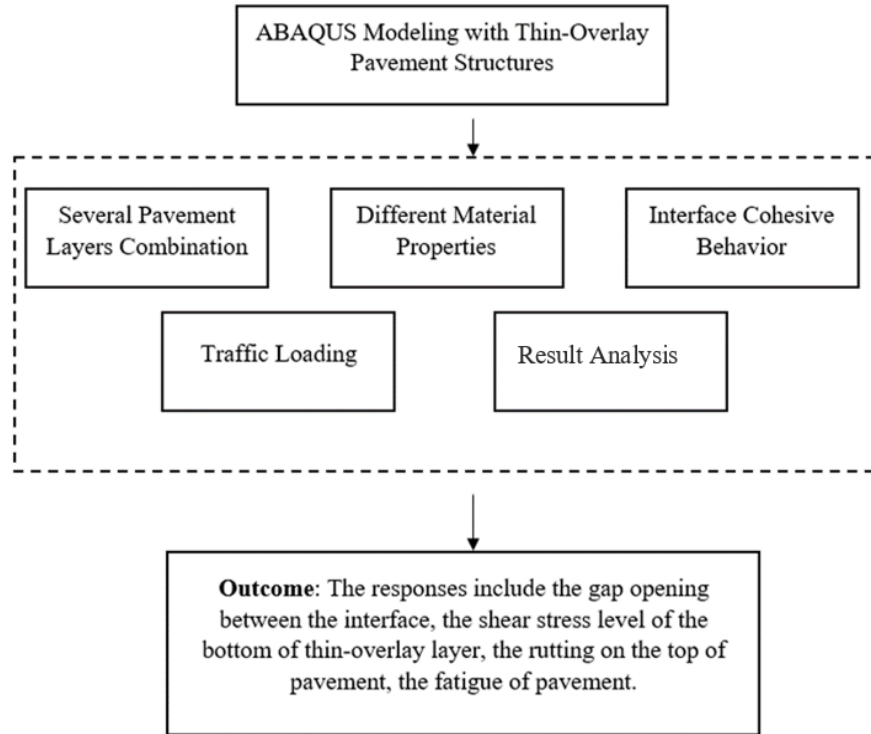 ABAQUS Modeling with Thin-Overlay
Pavement Structures
Several Pavement
Layers Combination
Different Material
Properties
Interface Cohesive
Behavior
Traffic Loading
Result Analysis
Outcome: The responses include the gap opening
between the interface, the shear stress level of the
bottom of thin-overlay layer, the rutting on the top of
pavement, the fatigue of pavement.